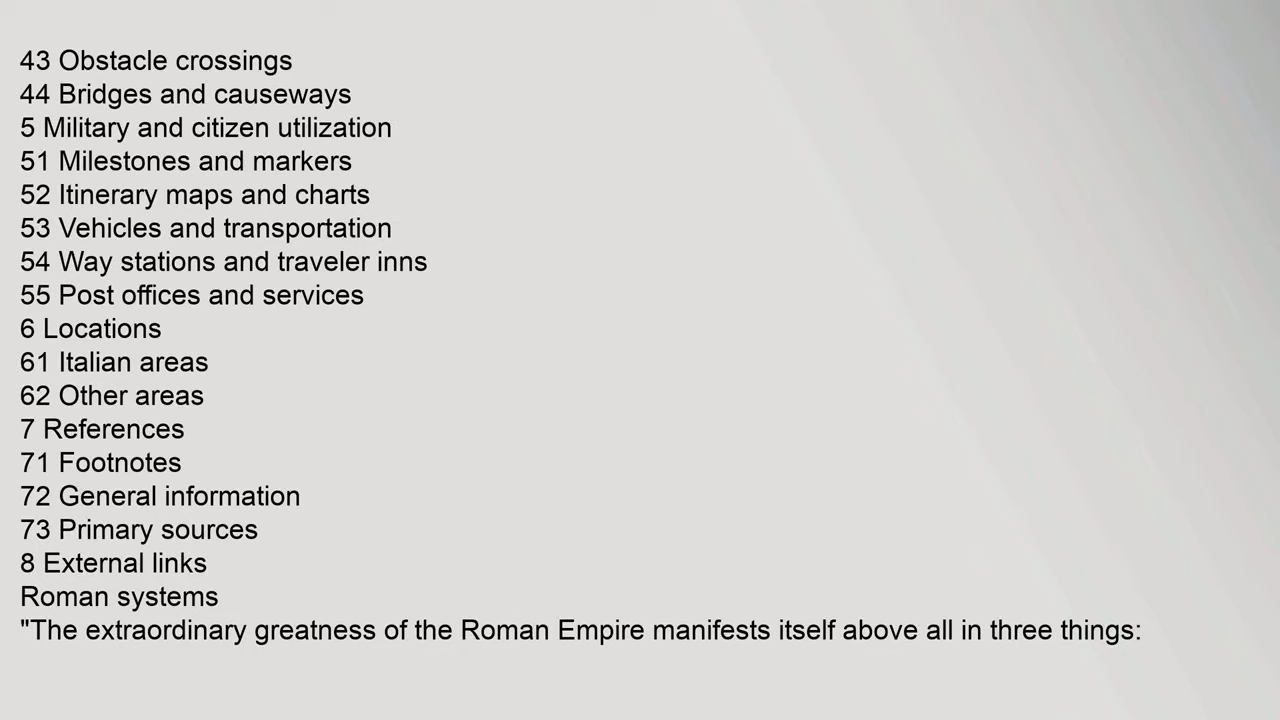 43 Obstacle crossings
44 Bridges and causeways
5 Military and citizen utilization
51 Milestones and markers
52 Itinerary maps and charts
53 Vehicles and transportation
54 Way stations and traveler inns
55 Post offices and services
6 Locations
61 Italian areas
62 Other areas
7 References
71 Footnotes
72 General information
73 Primary sources
8 External links
Roman systems
"The extraordinary greatness of the Roman Empire manifests itself above all in three things: